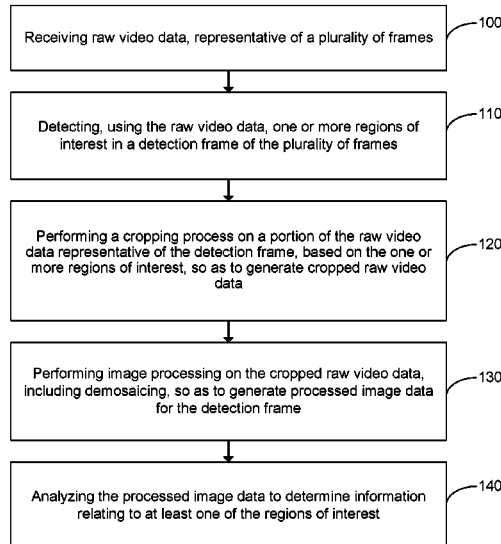 Receiving raw video data, representative of a plurality of frames
100
Detecting, using the raw video data, one or more regions of
interest in a detection frame of the plurality of frames
110
Performing a cropping process on a portion of the raw video
data representative of the detection frame, based on the one or
more regions of interest, so as to generate cropped raw video
data
120
Performing image processing on the cropped raw video data,
including demosaicing, so as to generate processed image data
for the detection frame
130
Analyzing the processed image data to determine information
relating to at least one of the regions of interest
140